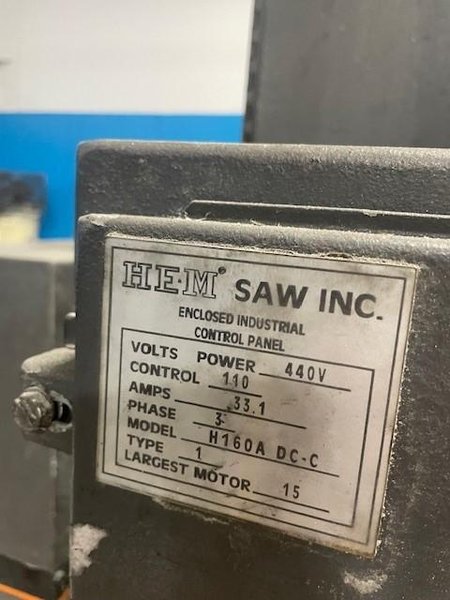 HE·M® SAW INC.
ENCLOSED INDUSTRIAL
CONTROL PANEL
VOLTS POWER 440V
CONTROL 110
AMPS 33.1
PHASE 3
MODEL H160A DC-C
TYPE 1
LARGEST MOTOR 15